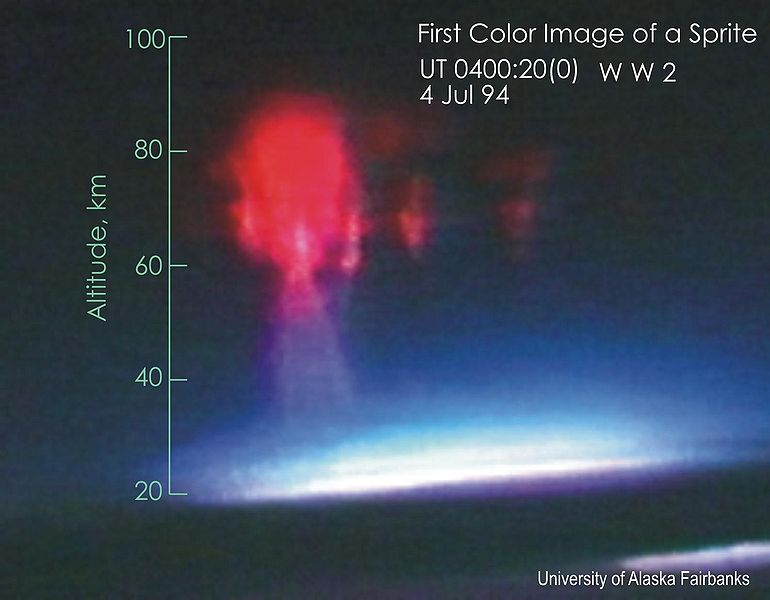 First Color Image of a Sprite
UT 0400:20(0) W W 2
4 Jul 94
100
80
60
40
20
Altitude, km
University of Alaska Fairbanks